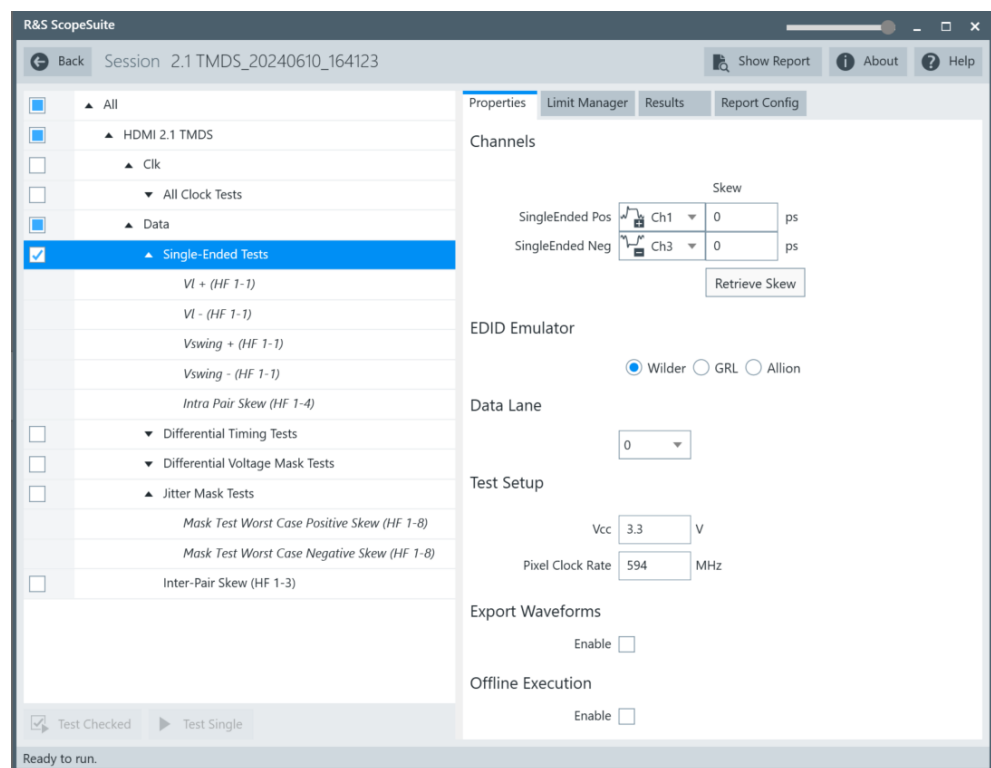 R&S ScopeSuite
Back Session 2.1 TMDS_20240610_164123 Show Report About Help
All
HDMI 2.1 TMDS
Clk
All Clock Tests
Data
Single-Ended Tests
Vl + (HF 1-1)
Vl - (HF 1-1)
Vswing + (HF 1-1)
Vswing - (HF 1-1)
Intra Pair Skew (HF 1-4)
Differential Timing Tests
Differential Voltage Mask Tests
Jitter Mask Tests
Mask Test Worst Case Positive Skew (HF 1-8)
Mask Test Worst Case Negative Skew (HF 1-8)
Inter-Pair Skew (HF 1-3)
Test Checked Test Single
Properties Limit Manager Results Report Config
Channels
Skew
SingleEnded Pos Ch1 0 ps
SingleEnded Neg Ch3 0 ps
Retrieve Skew
EDID Emulator
Wilder GRL Allion
Data Lane
0
Test Setup
Vcc 3.3 V
Pixel Clock Rate 594 MHz
Export Waveforms
Enable
Offline Execution
Enable
Ready to run.